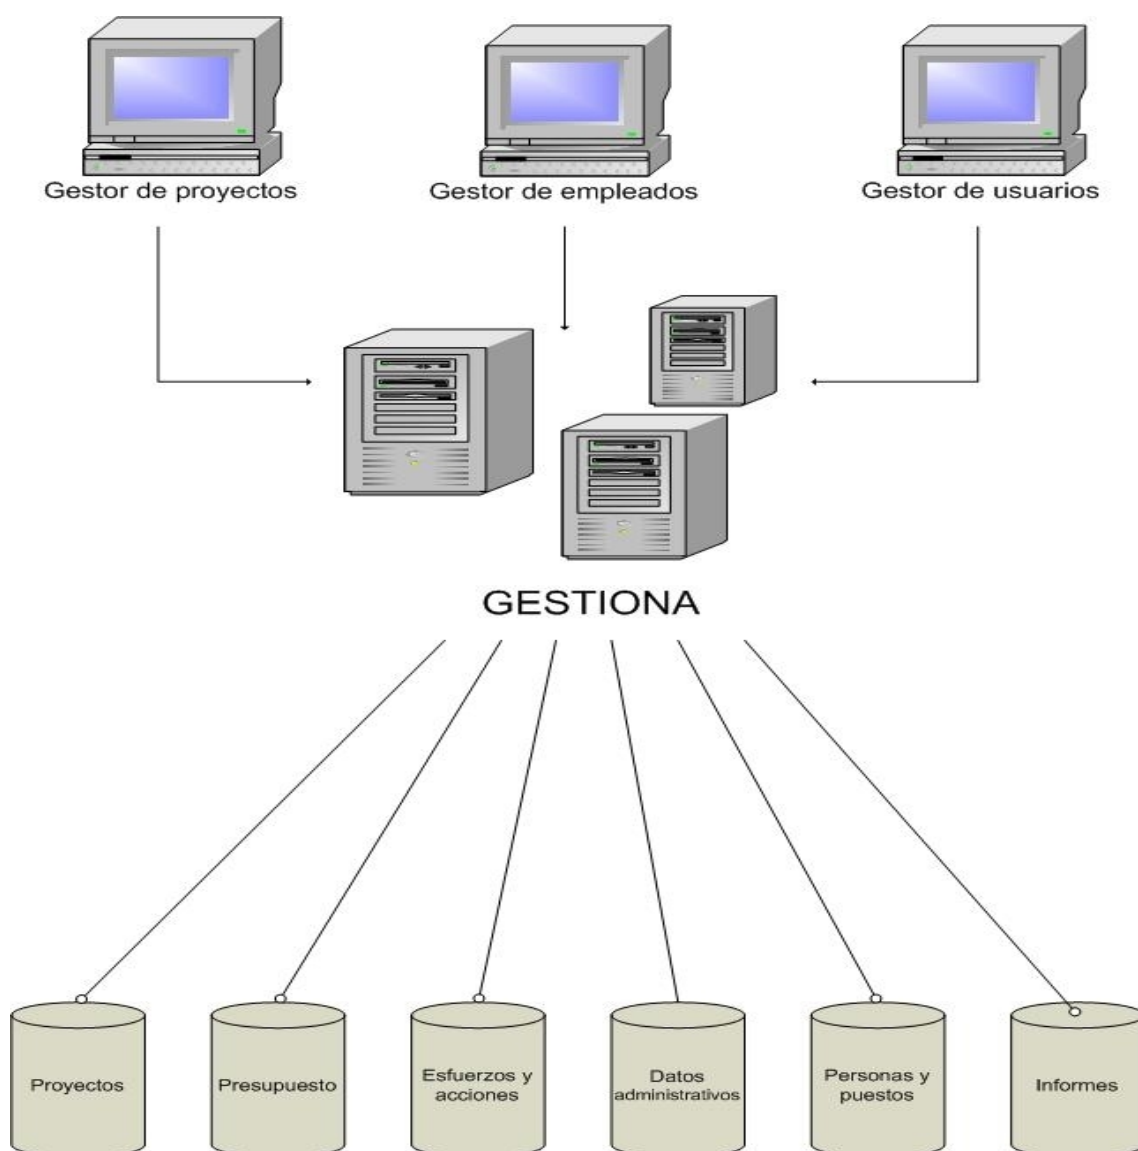 Gestor de proyectos
Gestor de empleados
Gestor de usuarios
GESTIONA
Proyectos
Presupuesto
Esfuerzos y
acciones
Datos
administrativos
Personas y
puestos
Informes